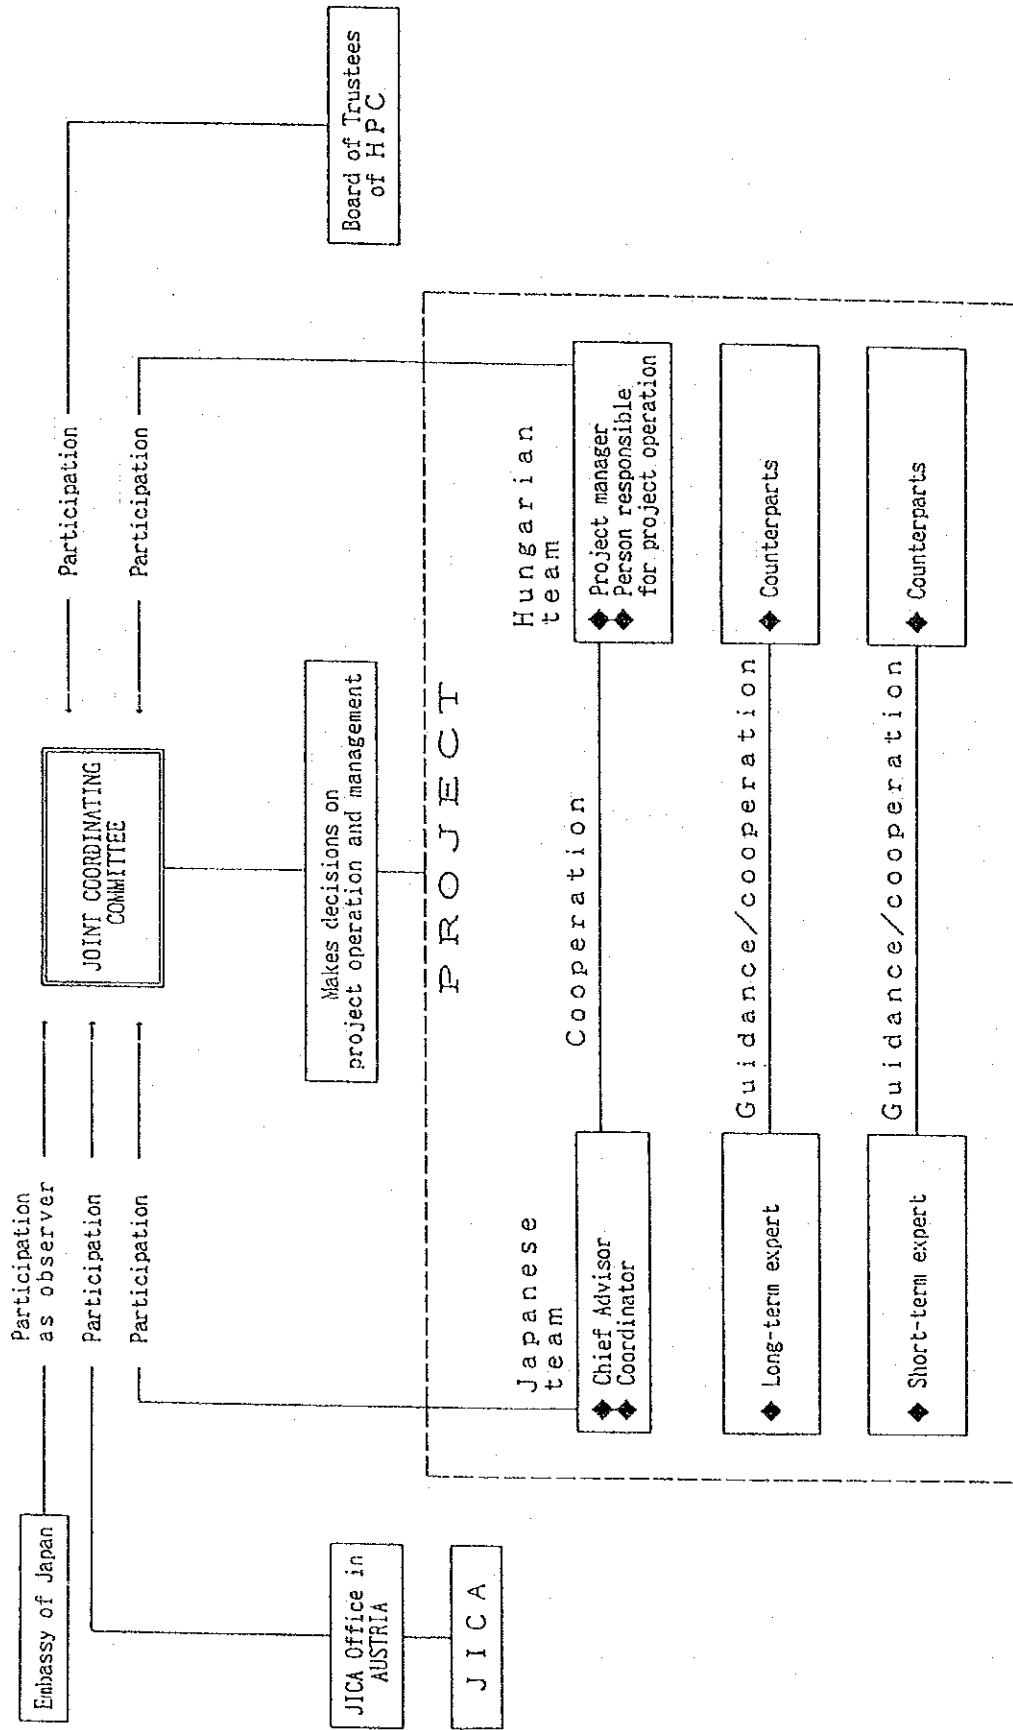 Embassy of Japan
Participation
as observer
Participation
Participation
JOINT COORDINATING
COMMITTEE
Participation
Participation
Board of Trustees
of HPC
JICA Office in
AUSTRIA
JICA
Makes decisions on
project operation and management
PROJECT
Japanese
team
Hungarian
team
◆ Chief Advisor
◆ Coordinator
Cooperation
◆ Project manager
◆ Person responsible
for project operation
◆ Long-term expert
Guidance/cooperation
◆ Counterparts
◆ Short-term expert
Guidance/cooperation
◆ Counterparts